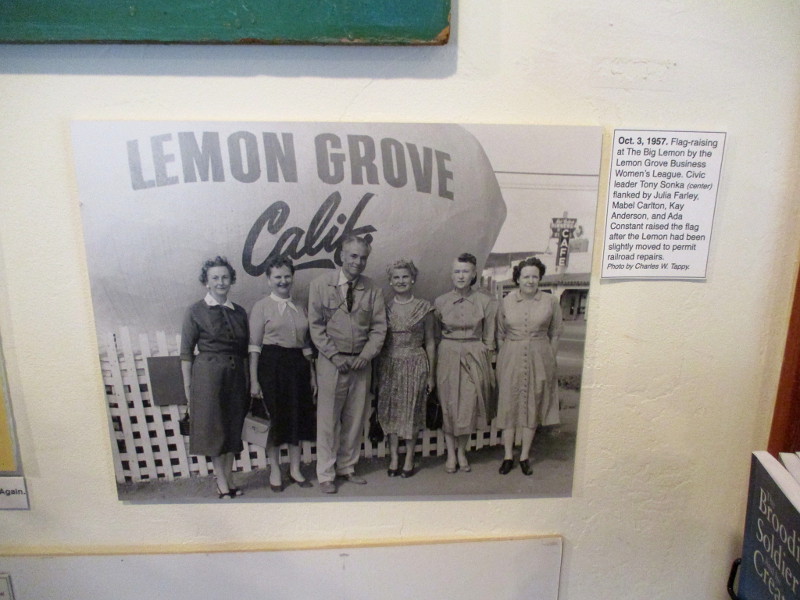 LEMON GROVE
Calif
CAFE
Oct. 3, 1957. Flag-raising
at The Big Lemon by the
Lemon Grove Business
Women's League. Civic
leader Tony Sonka (center)
flanked by Julia Farley,
Mabel Carlton, Kay
Anderson, and Ada
Constant raised the flag
after the Lemon had been
slightly moved to permit
railroad repairs.
Photo by Charles W. Tappy.
Again.
Broodi
Soldier
Crea